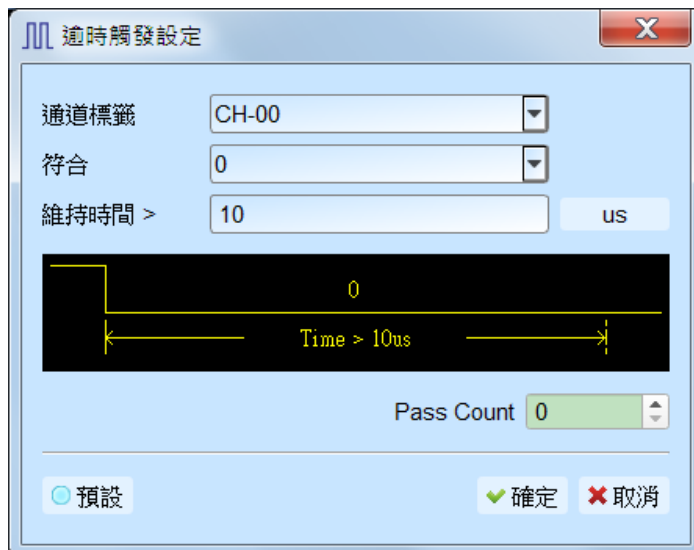 逾時觸發設定
通道標籤 CH-00
符合 0
維持時間 > 10 us
0
Time > 10us
Pass Count 0
預設 確定 取消